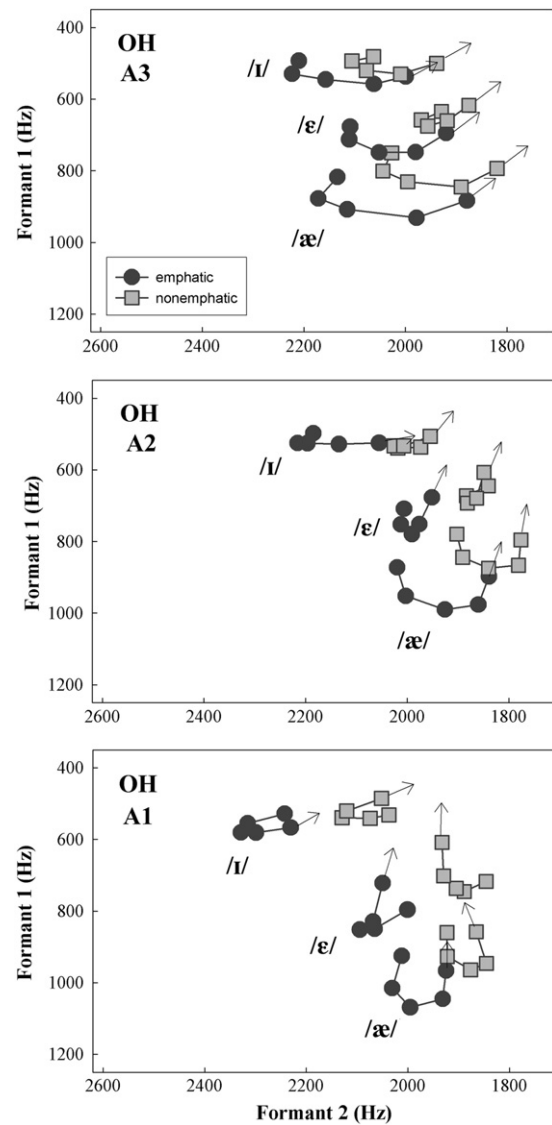 OH
A3
/ɪ/
/ɛ/
/æ/
emphatic
nonemphatic
400
600
800
1000
1200
Formant 1 (Hz)
2600 2400 2200 2000 1800
OH
A2
/ɪ/
/ɛ/
/æ/
400
600
800
1000
1200
Formant 1 (Hz)
2600 2400 2200 2000 1800
OH
A1
/ɪ/
/ɛ/
/æ/
400
600
800
1000
1200
Formant 1 (Hz)
2600 2400 2200 2000 1800
Formant 2 (Hz)